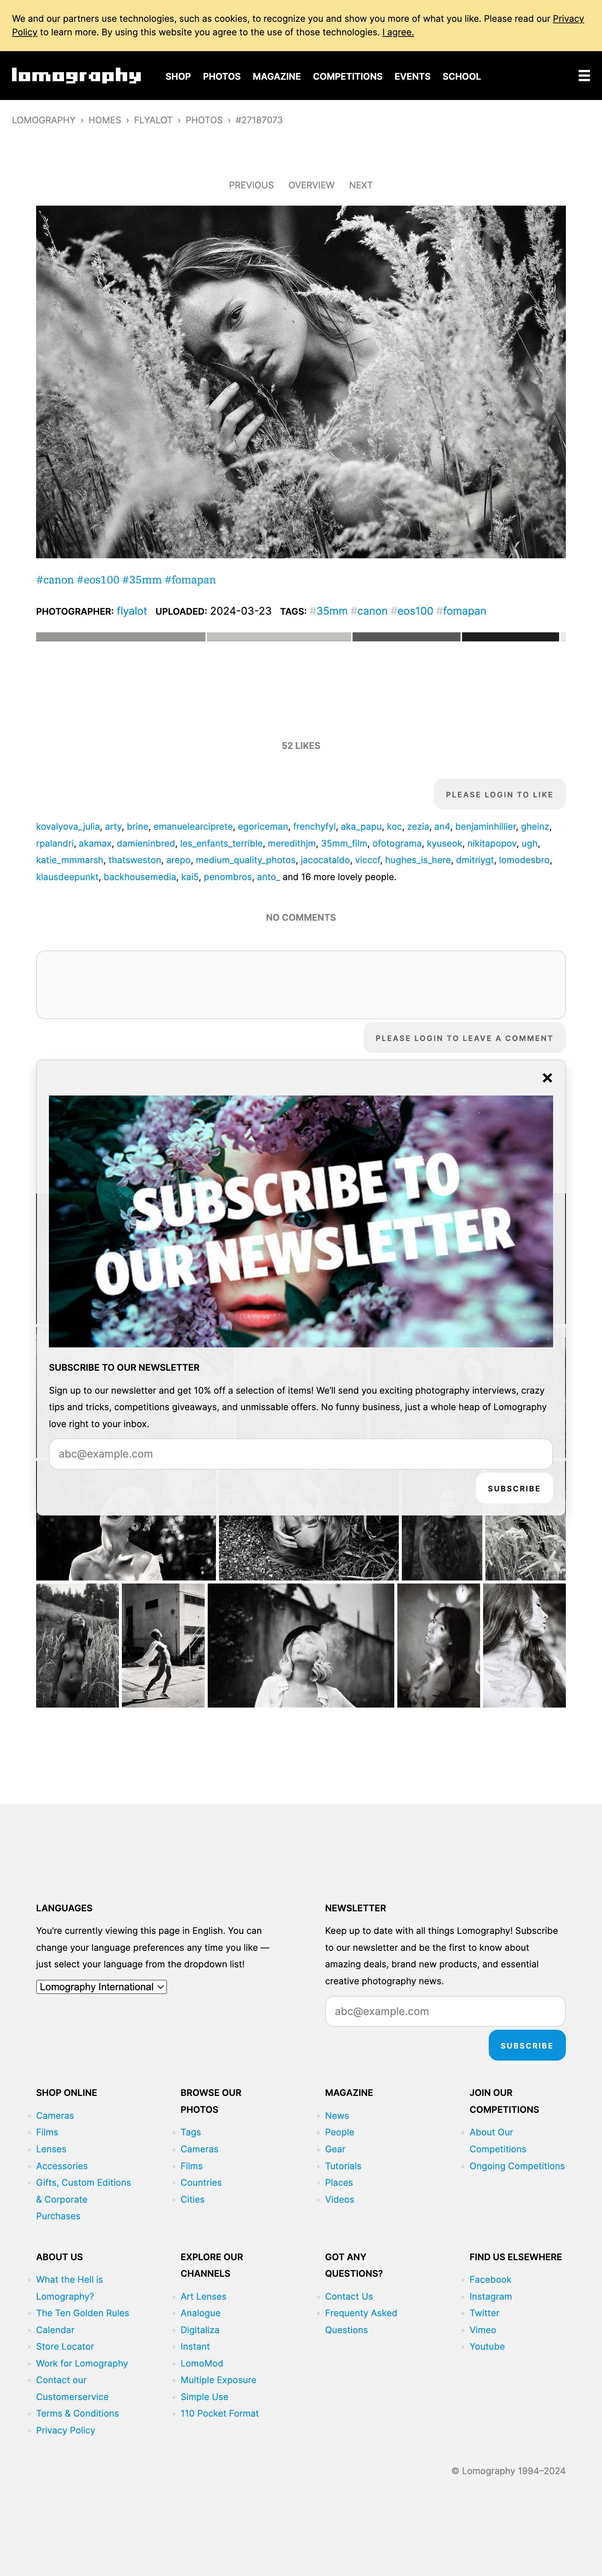 We and our partners use technologies, such as cookies, to recognize you and show you more of what you like. Please read our Privacy
Policy to learn more. By using this website you agree to the use of those technologies. I agree.
lomography SHOP PHOTOS MAGAZINE COMPETITIONS EVENTS SCHOOL
LOMOGRAPHY › HOMES › FLYALOT › PHOTOS › #27187073
PREVIOUS OVERVIEW NEXT
#canon #eos100 #35mm #fomapan
PHOTOGRAPHER: flyalot UPLOADED: 2024-03-23 TAGS: #35mm #canon #eos100 #fomapan
52 LIKES
PLEASE LOGIN TO LIKE
kovalyova_julia, arty, brine, emanuelearciprete, egoriceman, frenchyfyl, aka_papu, koc, zezia, an4, benjaminhillier, gheinz,
rpalandri, akamax, damieninbred, les_enfants_terrible, meredithjm, 35mm_film, ofotograma, kyuseok, nikitapopov, ugh,
katie_mmmarsh, thatsweston, arepo, medium_quality_photos, jacocataldo, vicccf, hughes_is_here, dmitriygt, lomodesbro,
klausdeepunkt, backhousemedia, kai5, penombros, anto_ and 16 more lovely people.
NO COMMENTS
PLEASE LOGIN TO LEAVE A COMMENT
×
SUBSCRIBE TO
OUR NEWSLETTER
SUBSCRIBE TO OUR NEWSLETTER
Sign up to our newsletter and get 10% off a selection of items! We'll send you exciting photography interviews, crazy
tips and tricks, competitions giveaways, and unmissable offers. No funny business, just a whole heap of Lomography
love right to your inbox.
abc@example.com
SUBSCRIBE
LANGUAGES
You're currently viewing this page in English. You can
change your language preferences any time you like —
just select your language from the dropdown list!
Lomography International
NEWSLETTER
Keep up to date with all things Lomography! Subscribe
to our newsletter and be the first to know about
amazing deals, brand new products, and essential
creative photography news.
abc@example.com
SUBSCRIBE
SHOP ONLINE
Cameras
Films
Lenses
Accessories
Gifts, Custom Editions
& Corporate
Purchases
BROWSE OUR
PHOTOS
Tags
Cameras
Films
Countries
Cities
MAGAZINE
News
People
Gear
Tutorials
Places
Videos
JOIN OUR
COMPETITIONS
About Our
Competitions
Ongoing Competitions
ABOUT US
What the Hell is
Lomography?
The Ten Golden Rules
Calendar
Store Locator
Work for Lomography
Contact our
Customerservice
Terms & Conditions
Privacy Policy
EXPLORE OUR
CHANNELS
Art Lenses
Analogue
Digitaliza
Instant
LomoMod
Multiple Exposure
Simple Use
110 Pocket Format
GOT ANY
QUESTIONS?
Contact Us
Frequenty Asked
Questions
FIND US ELSEWHERE
Facebook
Instagram
Twitter
Vimeo
Youtube
© Lomography 1994–2024